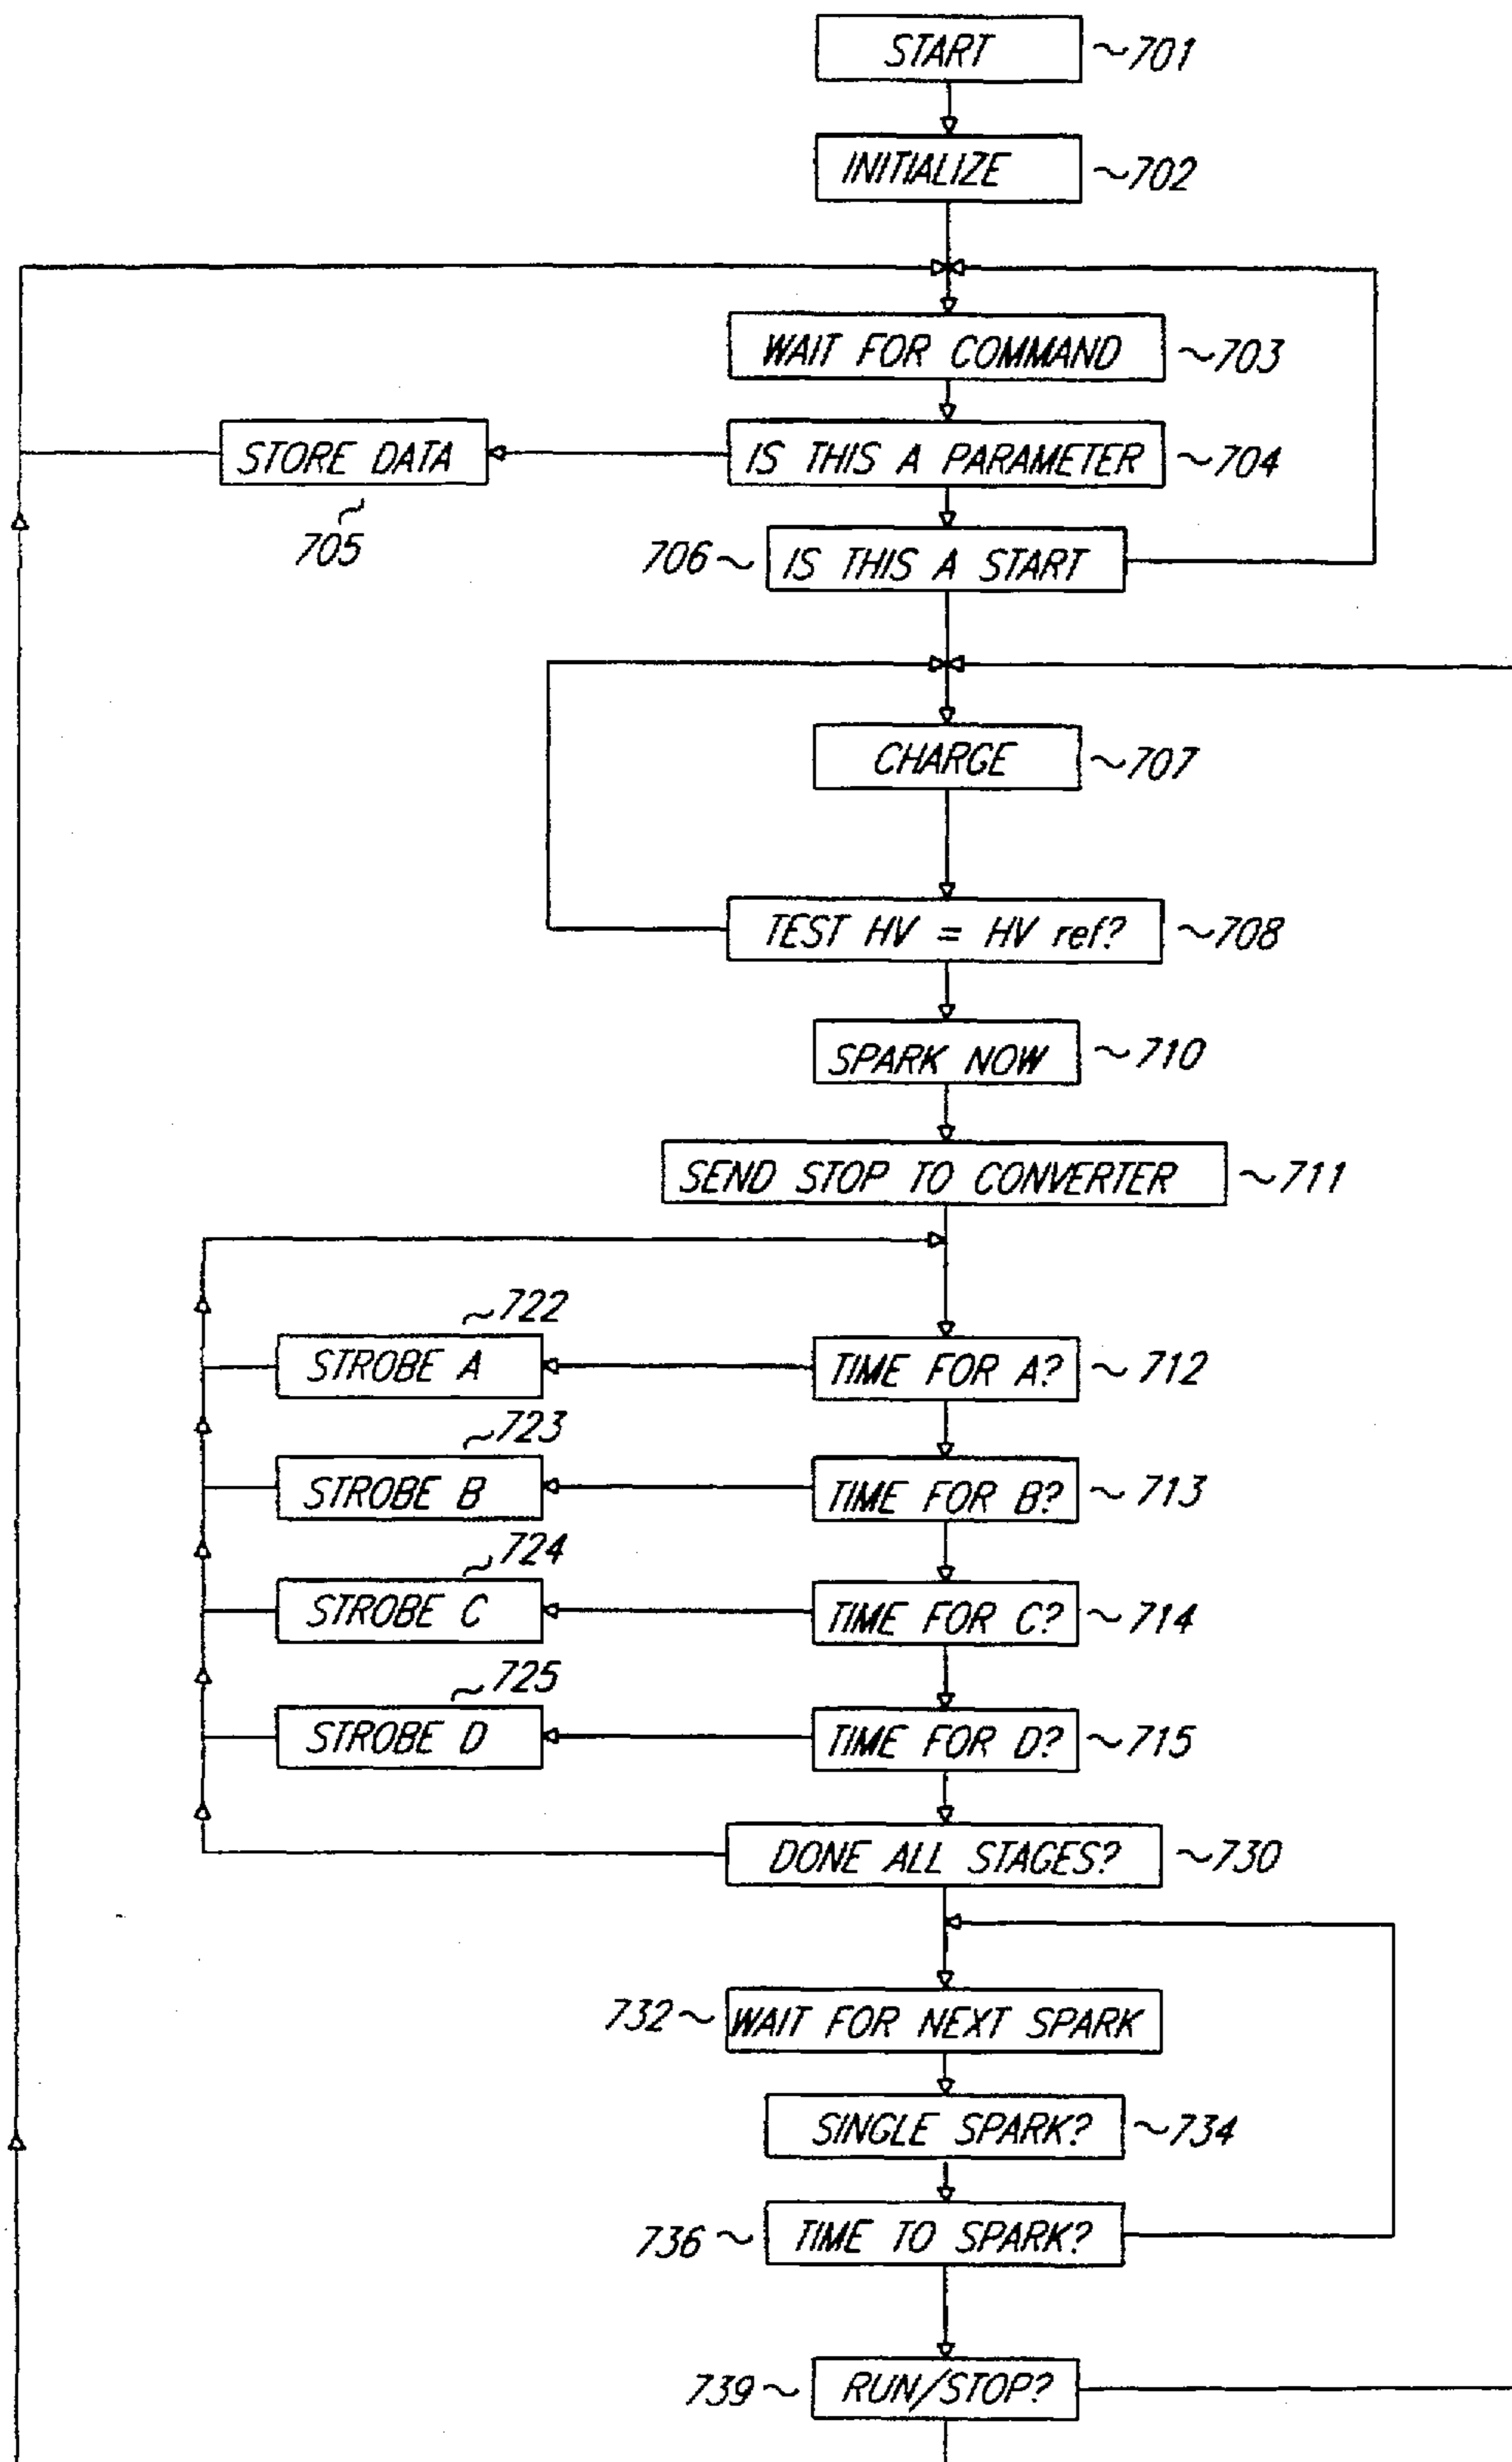 START ~701
INITIALIZE ~702
WAIT FOR COMMAND ~703
STORE DATA
IS THIS A PARAMETER ~704
705
706~ IS THIS A START
CHARGE ~707
TEST HV = HV ref? ~708
SPARK NOW ~710
SEND STOP TO CONVERTER ~711
~722
STROBE A
TIME FOR A? ~712
~723
STROBE B
TIME FOR B? ~713
~724
STROBE C
TIME FOR C? ~714
~725
STROBE D
TIME FOR D? ~715
DONE ALL STAGES? ~730
732~ WAIT FOR NEXT SPARK
SINGLE SPARK? ~734
736~ TIME TO SPARK?
739~ RUN/STOP?